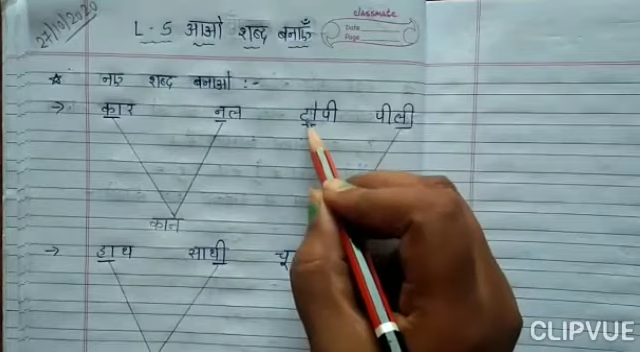 27/10/2020
L-5 आओ शब्द बनाएँ
classmate
Date
Page
★ नए शब्द बनाओ :-
→ कार नल टोपी पीली
कान
→ हाथ साथी चू
CLIPVUE